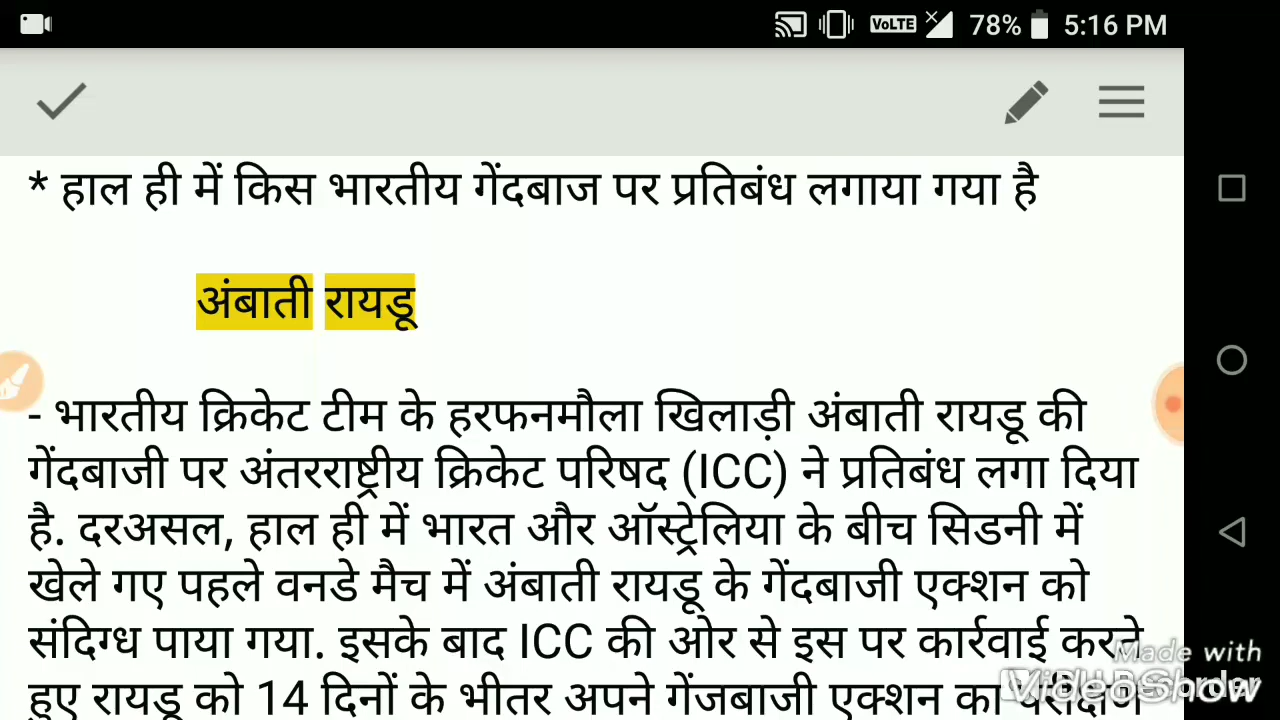 VoLTE 78% 5:16 PM
* हाल ही में किस भारतीय गेंदबाज पर प्रतिबंध लगाया गया है
अंबाती रायडू
- भारतीय क्रिकेट टीम के हरफनमौला खिलाड़ी अंबाती रायडू की
गेंदबाजी पर अंतरराष्ट्रीय क्रिकेट परिषद (ICC) ने प्रतिबंध लगा दिया
है. दरअसल, हाल ही में भारत और ऑस्ट्रेलिया के बीच सिडनी में
खेले गए पहले वनडे मैच में अंबाती रायडू के गेंदबाजी एक्शन को
संदिग्ध पाया गया. इसके बाद ICC की ओर से इस पर कार्रवाई करते
हुए रायडू को 14 दिनों के भीतर अपने गेंजबाजी एक्शन का परीक्षण
Made with
VideoShow